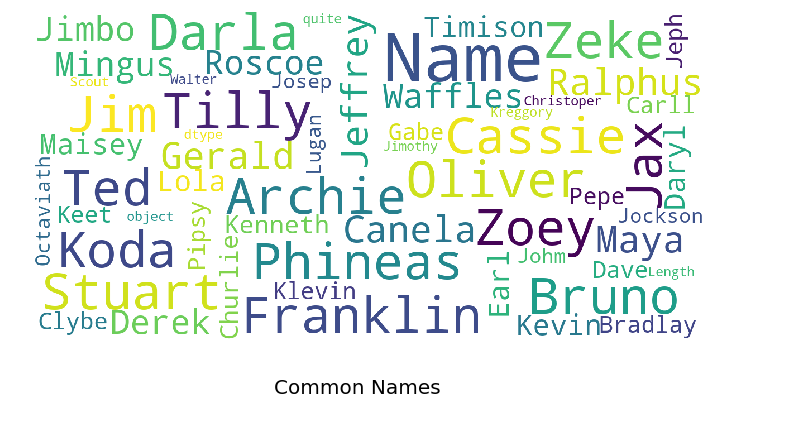 Jimbo Darla quite Jeffrey Timison Zeke Jeph
Mingus Roscoe Name
Scout Walter Josep Waffles Ralphus
Jim Tilly Christoper Carll
Kreggory
dtype Lugan Gabe Cassie Jax
Maisey Gerald Jimothy Daryl
Octaviath Ted Lola Archie Oliver Pepe
Keet object Pipsy Kenneth Canela Zoey Jockson
Koda Churlie Phineas Maya
Earl Johm Dave Length
Stuart Klevin Bruno
Clybe Derek Franklin Kevin Bradlay
Common Names